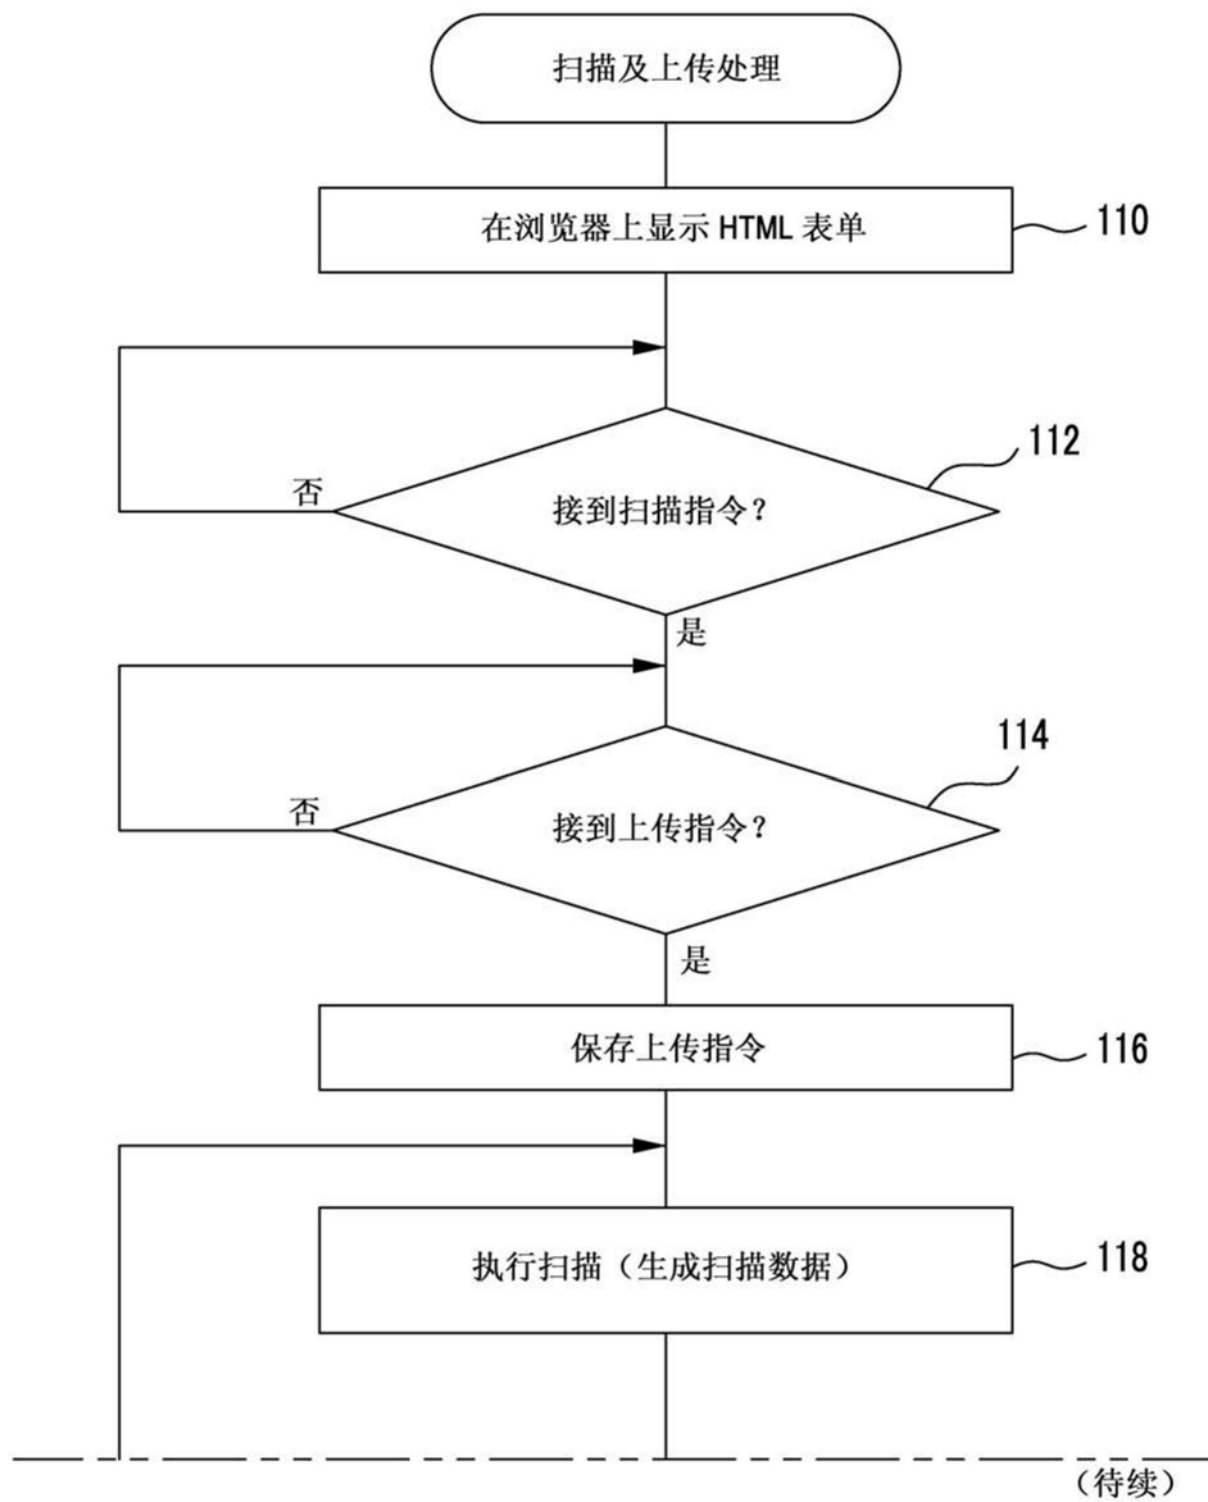 扫描及上传处理
在浏览器上显示 HTML 表单
110
112
否
接到扫描指令？
是
114
否
接到上传指令？
是
保存上传指令
116
执行扫描（生成扫描数据）
118
（待续）